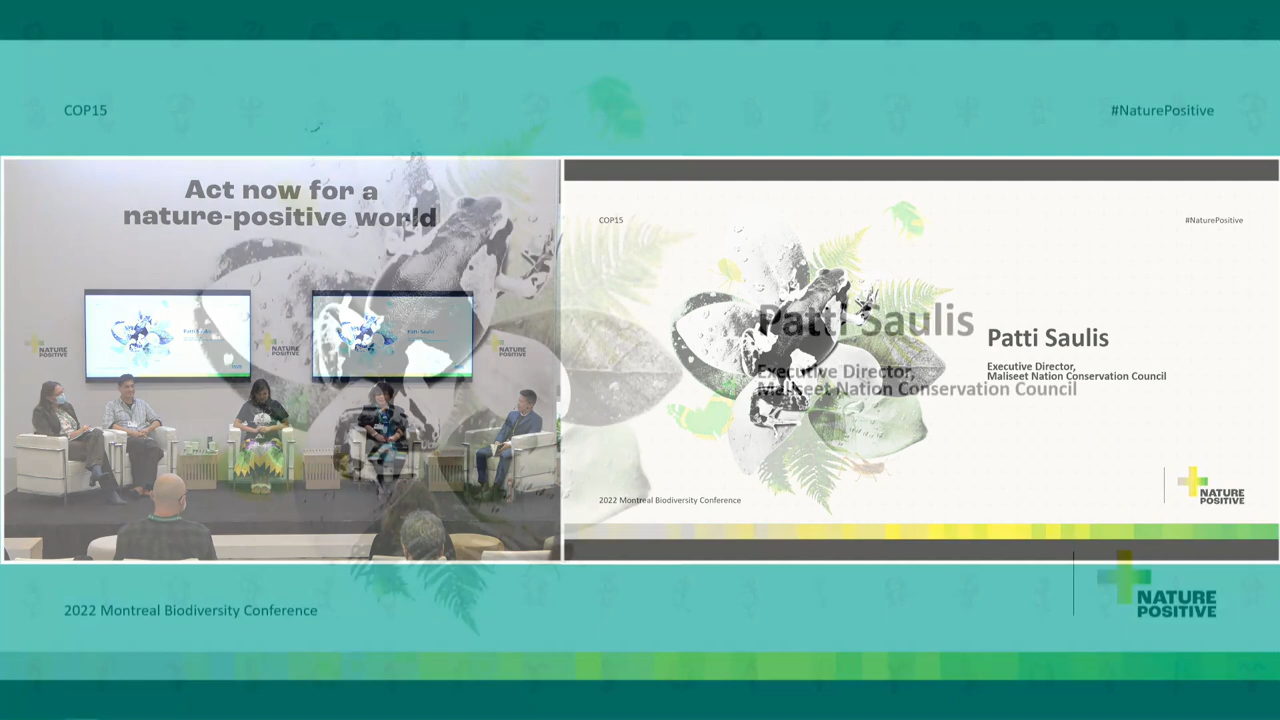 COP15
#NaturePositive
Act now for a
nature-positive world
NATURE
POSITIVE
NATURE
POSITIVE
NATURE
POSITIVE
Patti Saulis
COP15
#NaturePositive
Patti Saulis
Executive Director,
Maliseet Nation Conservation Council
Patti Saulis
Executive Director,
Maliseet Nation Conservation Council
2022 Montreal Biodiversity Conference
NATURE
POSITIVE
2022 Montreal Biodiversity Conference
NATURE
POSITIVE